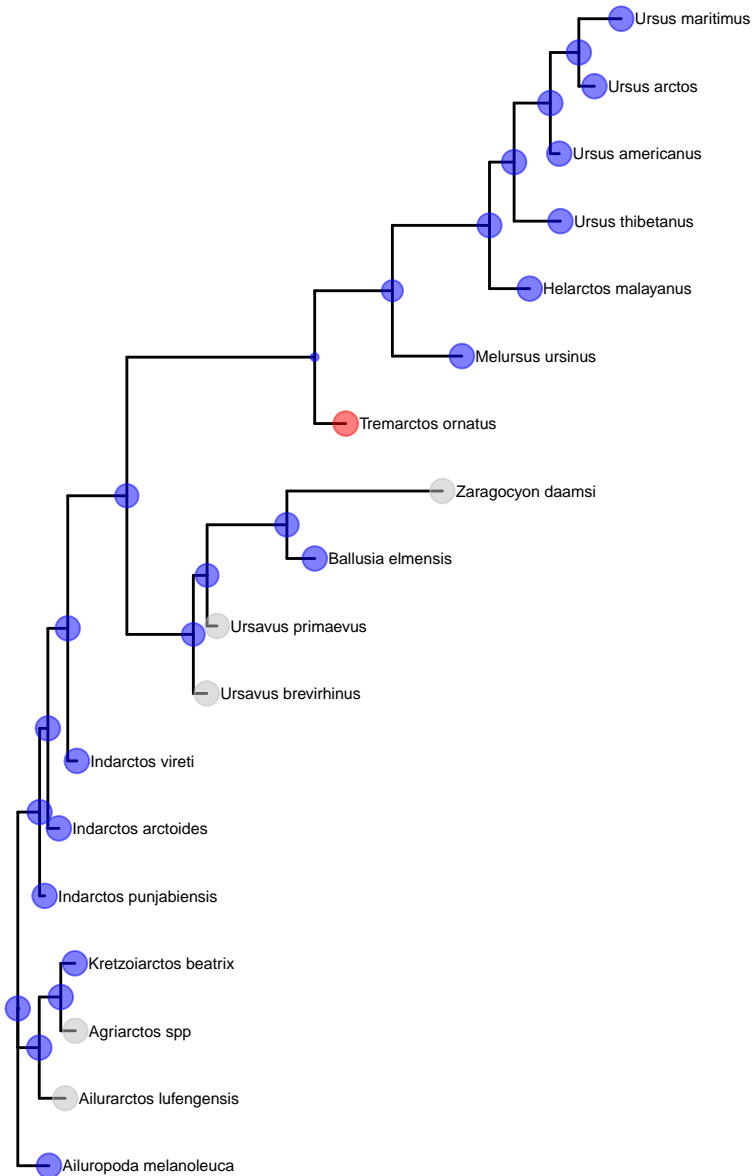 Ursus maritimus
Ursus arctos
Ursus americanus
Ursus thibetanus
Helarctos malayanus
Melursus ursinus
Tremarctos ornatus
Zaragocyon daamsi
Ballusia elmensis
Ursavus primaevus
Ursavus brevirhinus
Indarctos vireti
Indarctos arctoides
Indarctos punjabiensis
Kretzoiarctos beatrix
Agriarctos spp
Ailurarctos lufengensis
Ailuropoda melanoleuca